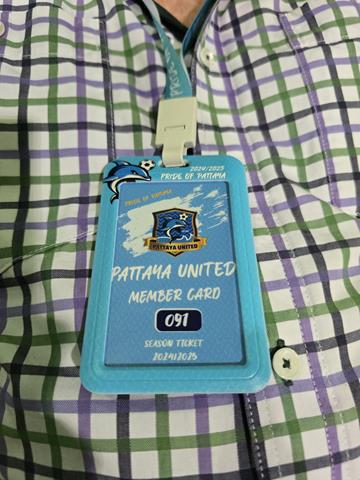 PRIDE
2024/2025
PRIDE OF PATTAYA
PRIDE OF PATTAYA
PATTAYA UNITED
PATTAYA UNITED
MEMBER CARD
091
SEASON TICKET
2024/2025